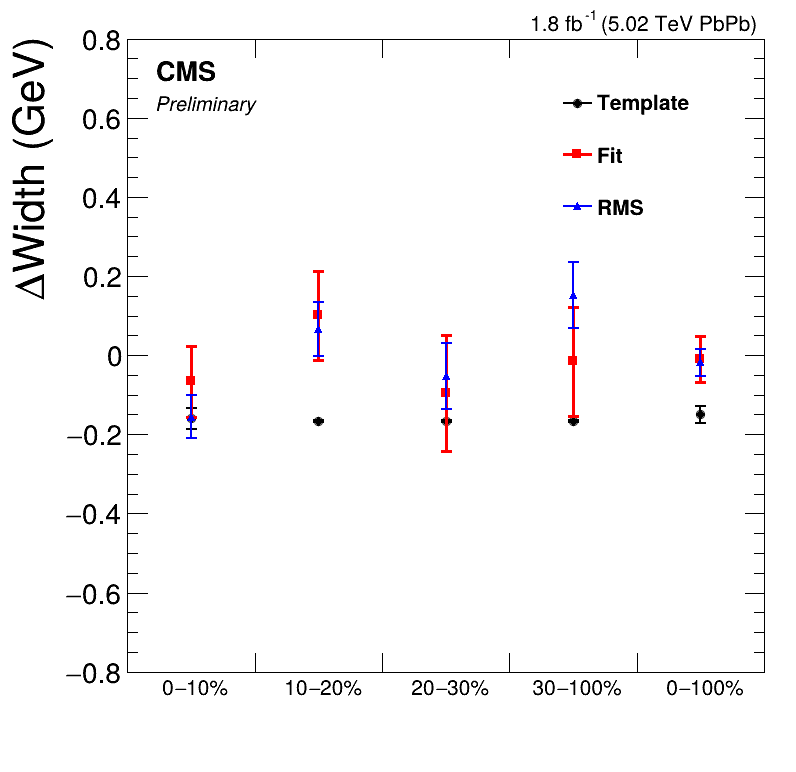 1.8 fb⁻¹ (5.02 TeV PbPb)
CMS
Preliminary
Template
Fit
RMS
ΔWidth (GeV)
0.8
0.6
0.4
0.2
0
−0.2
−0.4
−0.6
−0.8
0−10% 10−20% 20−30% 30−100% 0−100%